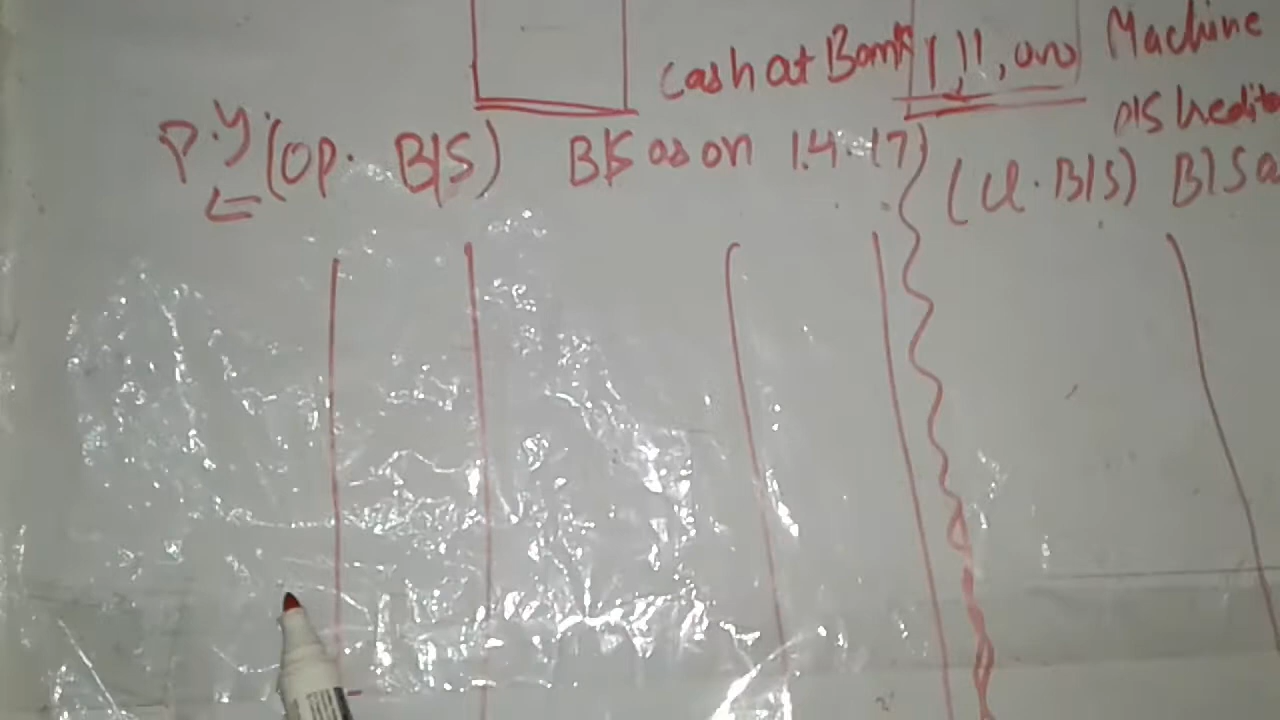 Cash at Bank 1,11,000 Machine
P.Y. (OP. B/S) B/S as on 1.4.17) (Cl. B/S) B/S a